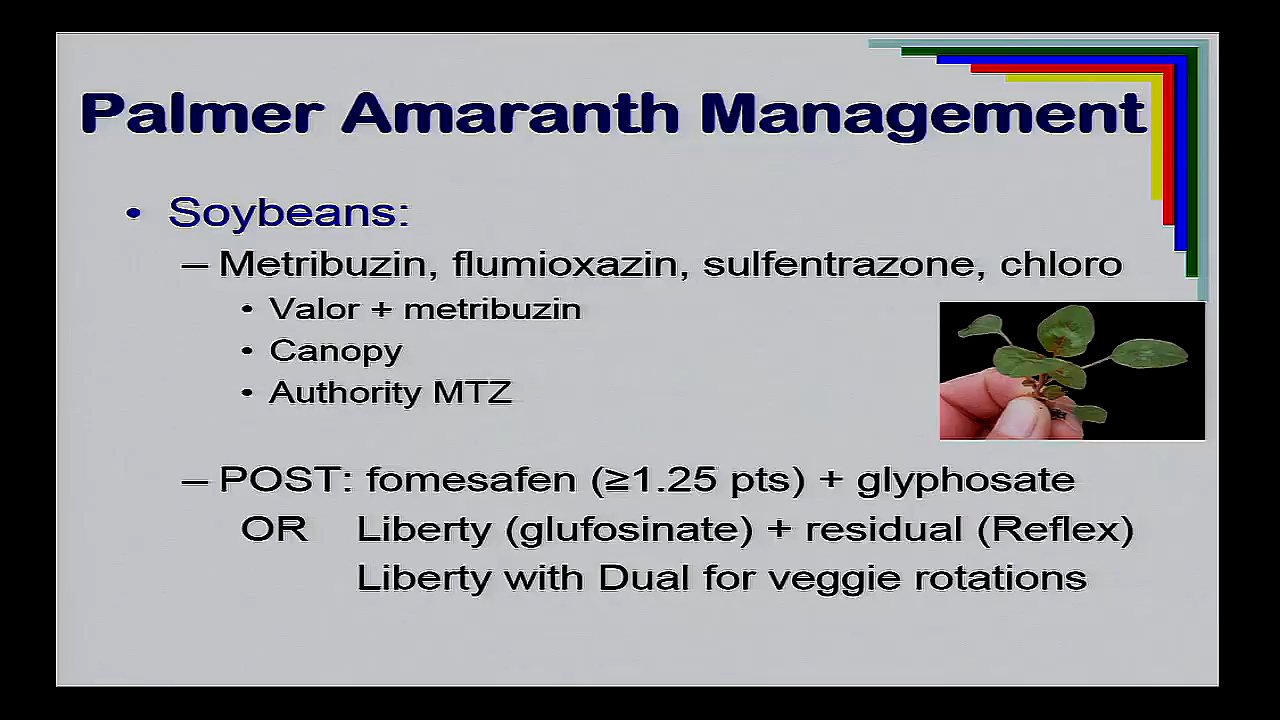 Palmer Amaranth Management
• Soybeans:
– Metribuzin, flumioxazin, sulfentrazone, chloro
• Valor + metribuzin
• Canopy
• Authority MTZ
– POST: fomesafen (≥1.25 pts) + glyphosate
OR Liberty (glufosinate) + residual (Reflex)
Liberty with Dual for veggie rotations